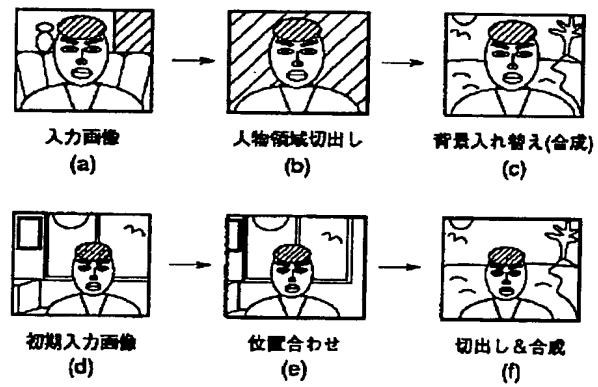 入力画像
(a)
人物領域切出し
(b)
背景入れ替え(合成)
(c)
初期入力画像
(d)
位置合わせ
(e)
切出し&合成
(f)